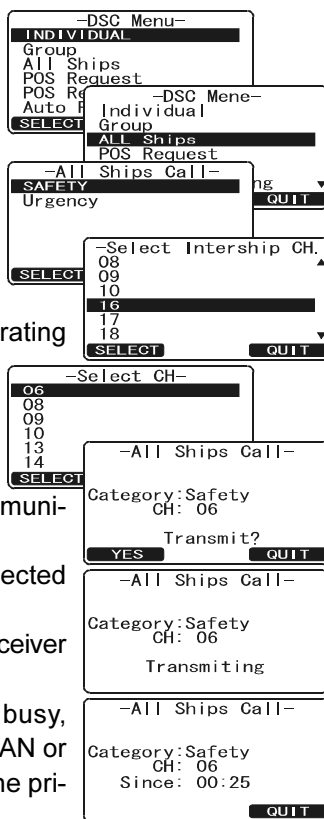 -DSC Menu-
INDIVIDUAL
Group
All Ships
POS Request
POS Re
Auto
SELECT
-DSC Mene-
Individual
Group
ALL Ships
POS Request
ng
QUIT
-All Ships Call-
SAFETY
Urgency
SELECT
-Select Intership CH.
08
09
10
16
17
18
SELECT QUIT
rating
-Select CH-
06
08
09
10
13
14
SELECT
-All Ships Call-
Category:Safety
CH: 06
Transmit?
YES QUIT
muni-
ected
-All Ships Call-
Category:Safety
CH: 06
Transmiting
ceiver
busy,
AN or
ne pri-
-All Ships Call-
Category:Safety
CH: 06
Since: 00:25
QUIT